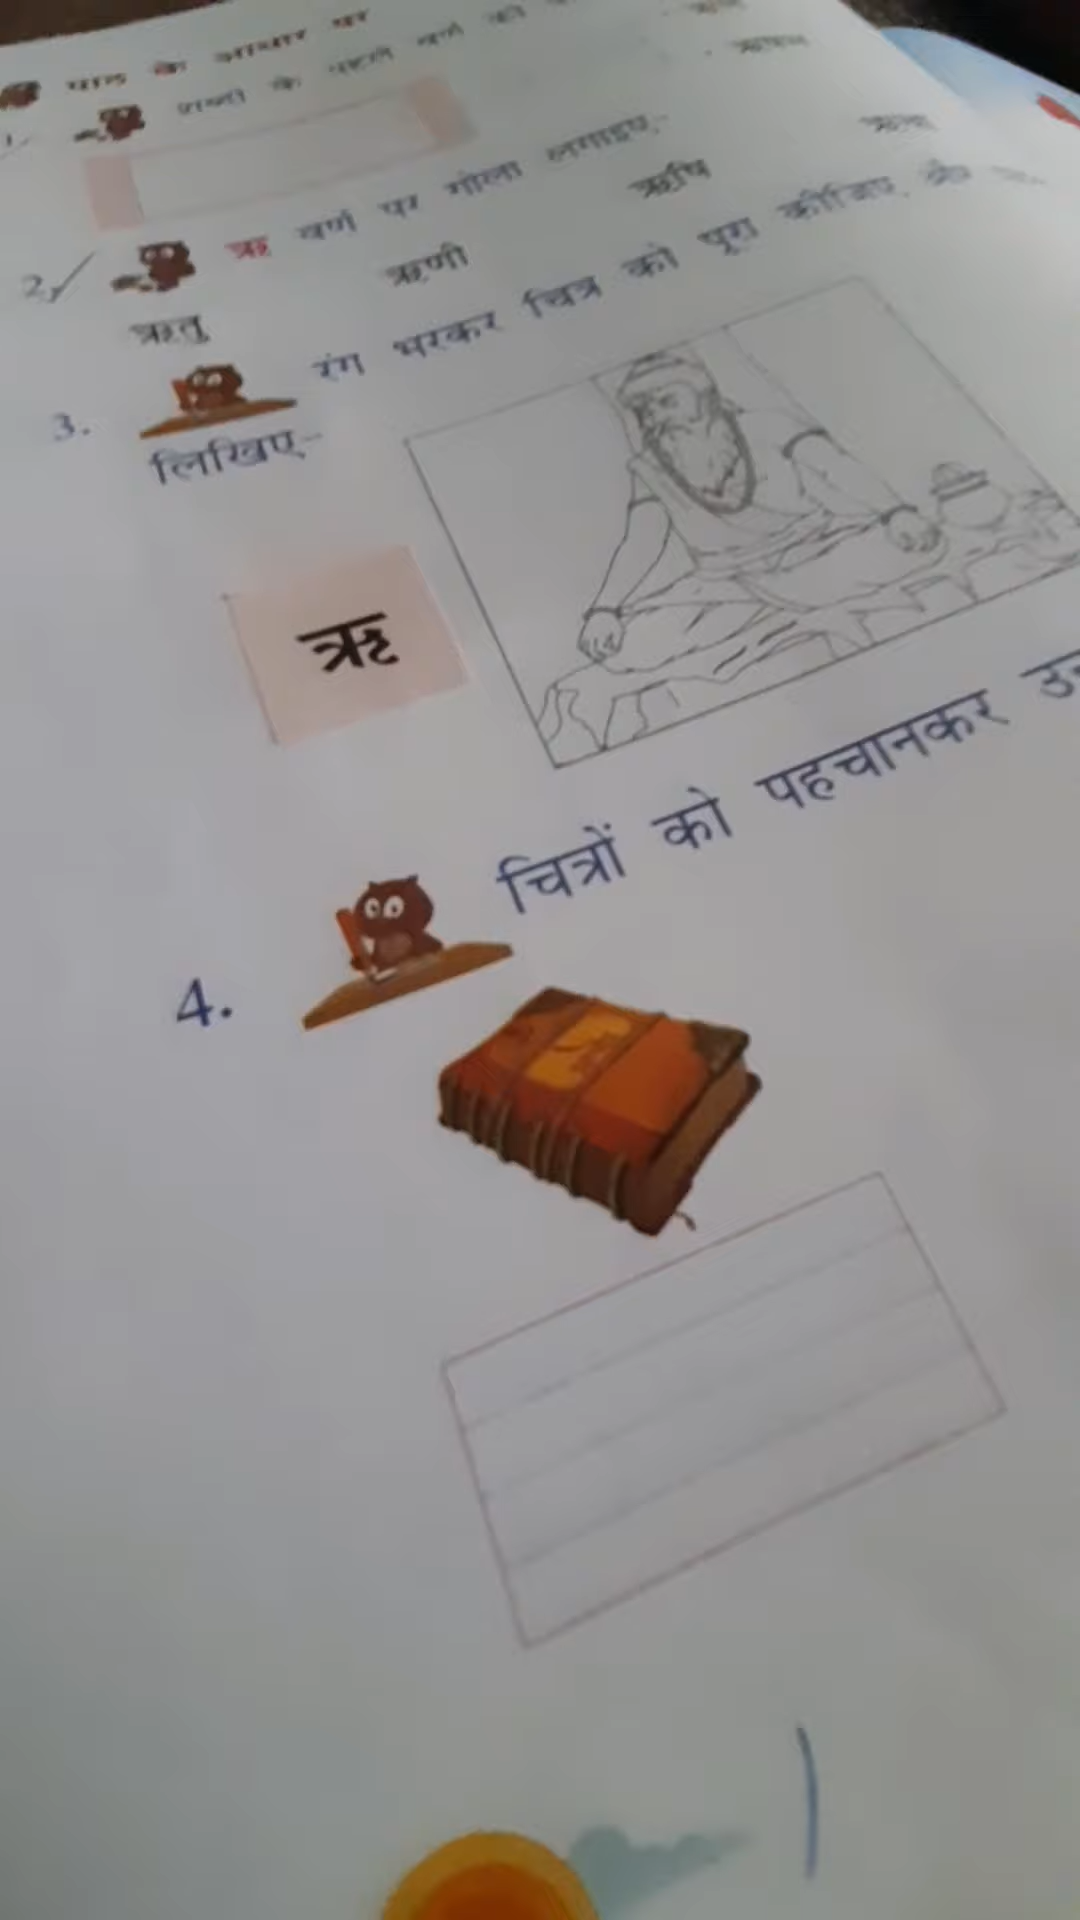 पाठ के आधार पर
1. शब्दों के पहले वर्ण को
2. ऋ वर्ण पर गोला लगाइए-
ऋतु ऋणी ऋषि
3. रंग भरकर चित्र को पूरा कीजिए और
लिखिए-
ऋ
4. चित्रों को पहचानकर